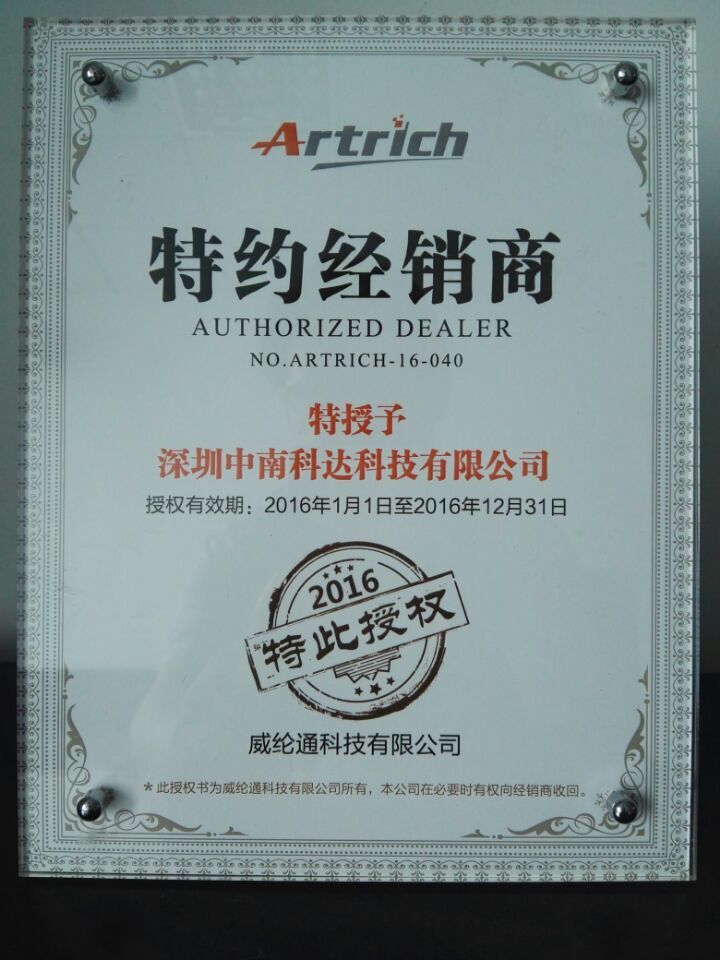 Artrich
特约经销商
AUTHORIZED DEALER
NO.ARTRICH-16-040
特授予
深圳中南科达科技有限公司
授权有效期：2016年1月1日至2016年12月31日
2016
特此授权
威纶通科技有限公司
*此授权书为威纶通科技有限公司所有，本公司在必要时有权向经销商收回。